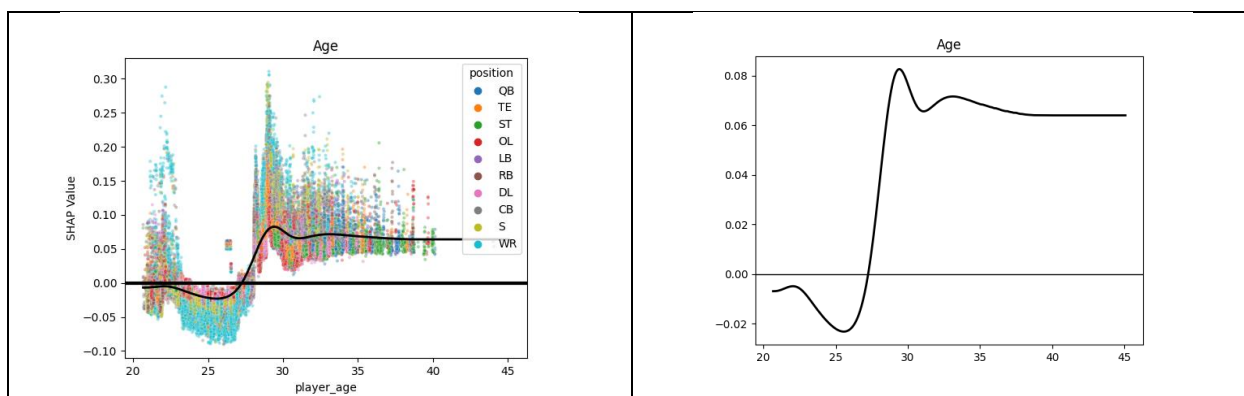 Age
SHAP Value
0.30
0.25
0.20
0.15
0.10
0.05
0.00
−0.05
−0.10
position
QB
TE
ST
OL
LB
RB
DL
CB
S
WR
20 25 30 35 40 45
player_age
Age
0.08
0.06
0.04
0.02
0.00
−0.02
20 25 30 35 40 45